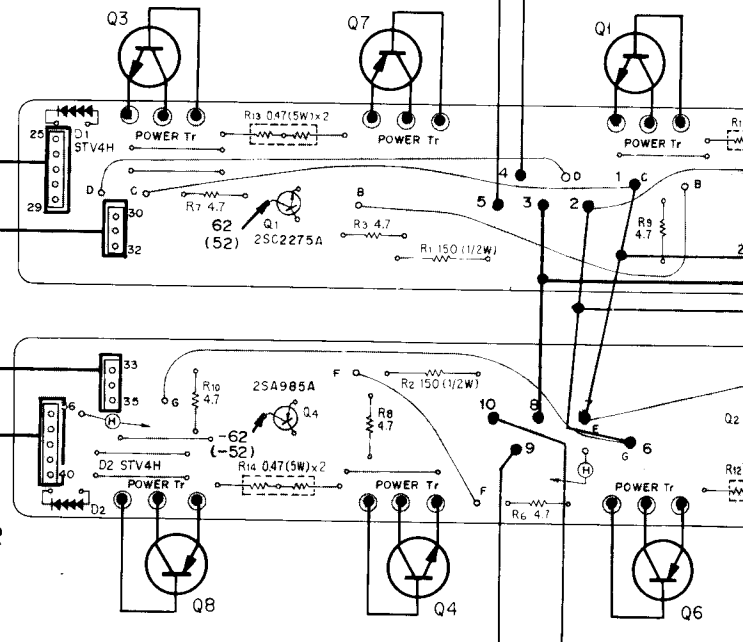 Q3
Q7
Q1
POWER Tr
R13 0.47(5W)×2
POWER Tr
POWER Tr
R1
25
D1
STV4H
29
D
C
30
32
R7 4.7
62
(52)
Q1
2SC2275A
B
R3 4.7
R1 150 (1/2W)
4
D
5
3
2
1
C
B
R9
4.7
2
33
35
36
40
H
G
R10
4.7
2SA985A
Q4
-62
(-52)
F
R2 150 (1/2W)
R8
4.7
10
8
7
E
9
6
G
H
Q2
D2 STV4H
POWER Tr
R14 0.47(5W)×2
POWER Tr
F
R6 4.7
POWER Tr
R12
D2
Q8
Q4
Q6